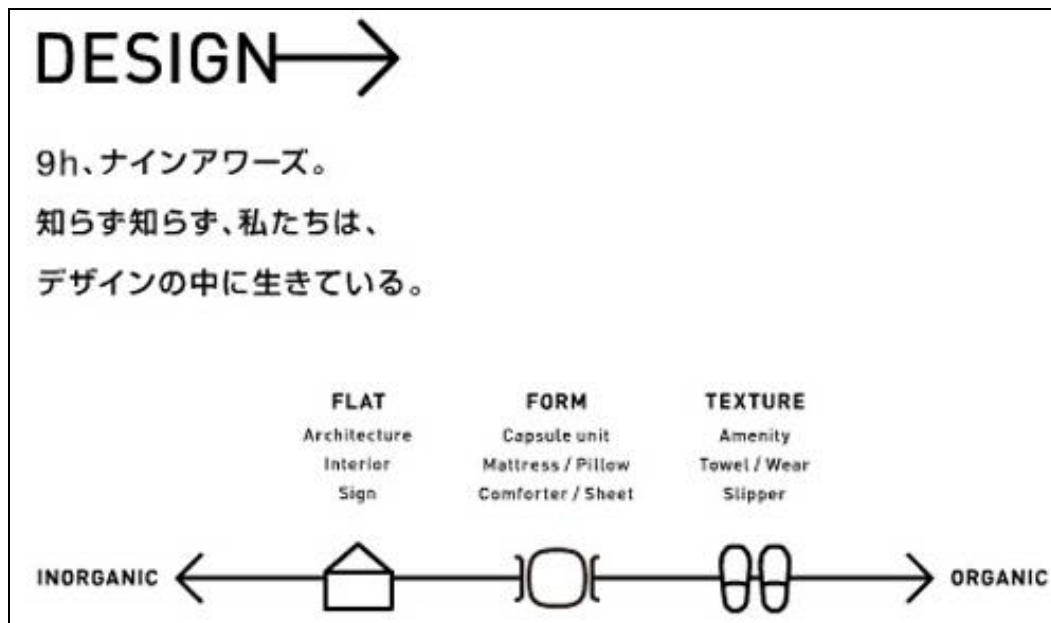 DESIGN
9h、ナインアワーズ。
知らず知らず、私たちは、
デザインの中に生きている。
FLAT
Architecture
Interior
Sign
FORM
Capsule unit
Mattress / Pillow
Comforter / Sheet
TEXTURE
Amenity
Towel / Wear
Slipper
INORGANIC
ORGANIC